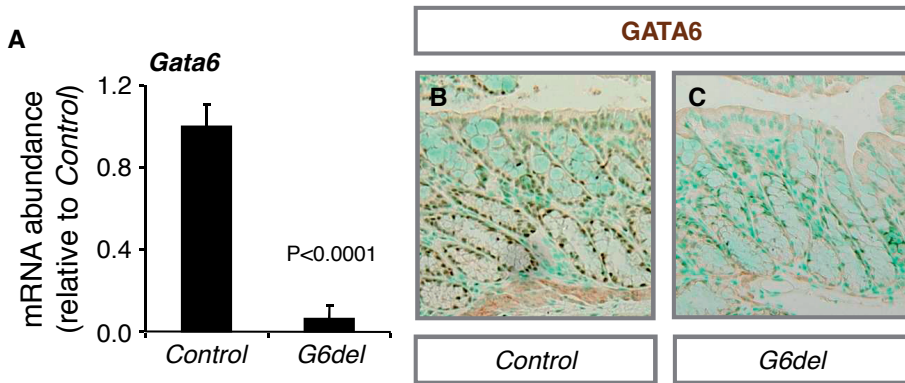 A
Gata6
mRNA abundance
(relative to Control)
1.2
0.8
0.4
0.0
P<0.0001
Control
G6del
GATA6
B
C
Control
G6del